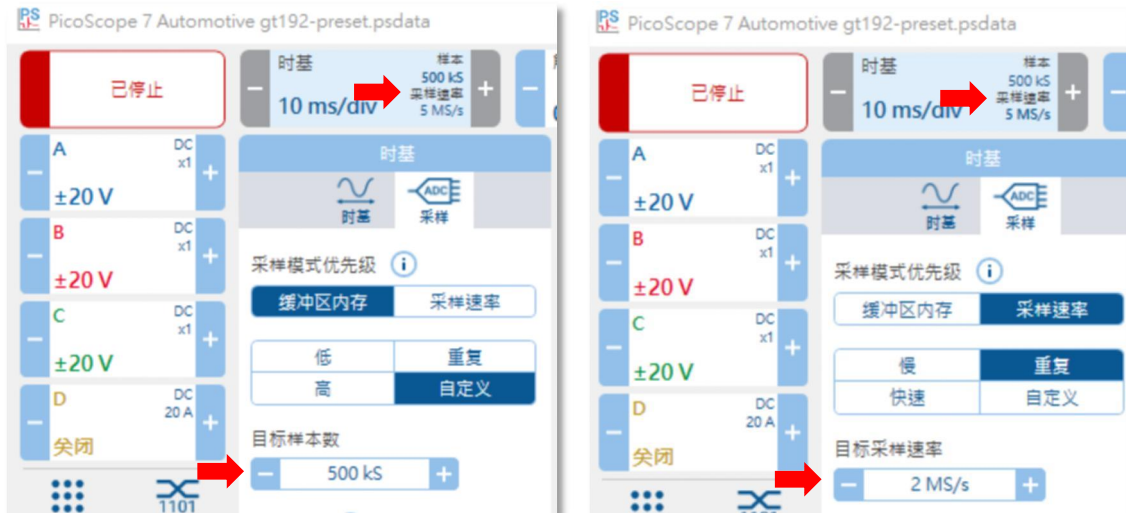 PicoScope 7 Automotive gt192-preset.psdata
已停止
时基
10 ms/div
样本
500 kS
采样速率
5 MS/s
A
DC
x1
±20 V
B
DC
x1
±20 V
C
DC
x1
±20 V
D
DC
20 A
关闭
1101
时基
时基
ADC
采样
采样模式优先级
缓冲区内存
采样速率
低
重复
高
自定义
目标样本数
500 kS
PicoScope 7 Automotive gt192-preset.psdata
已停止
时基
10 ms/div
样本
500 kS
采样速率
5 MS/s
A
DC
x1
±20 V
B
DC
x1
±20 V
C
DC
x1
±20 V
D
DC
20 A
关闭
时基
时基
ADC
采样
采样模式优先级
缓冲区内存
采样速率
慢
重复
快速
自定义
目标采样速率
2 MS/s